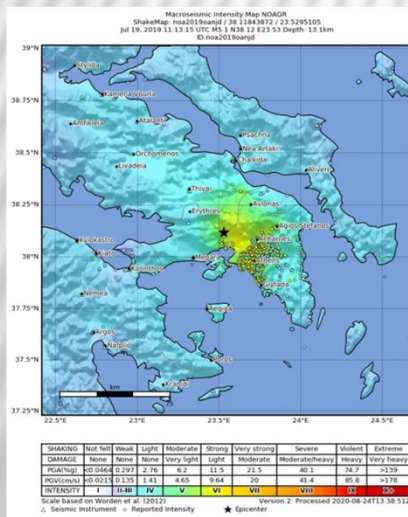 Macroseismic Intensity Map NOAGR
ShakeMap: noa2019oanjd / 38.11843872 / 23.5295105
Jul 19, 2019 11:13:15 UTC M5.1 N38.12 E23.53 Depth: 13.1km
ID:noa2019oanjd
39°N
Stylida
Kamena Vourla
38.75°N
Amfikleia
Atalanti
Psachna
Orchomenos
Nea Artaki
38.5°N
Chalkida
Livadeia
Aliveri
Thiva
38.25°N
Avlonas
Erythres
Agios Stefanos
Xylokastro
Acharnes
38°N
Kiato
Megara
Athens
Korinthos
Glyfada
Nemea
37.75°N
Aegina
Argos
Nafplio
37.5°N
Poros
Kranidi
km
37.25°N
22.5°E 23°E 23.5°E 24°E 24.5°E
SHAKING Not felt Weak Light Moderate Strong Very strong Severe Violent Extreme
DAMAGE None None None Very light Light Moderate Moderate/heavy Heavy Very heavy
PGA(%g) <0.0464 0.297 2.76 6.2 11.5 21.5 40.1 74.7 >139
PGV(cm/s) <0.0215 0.135 1.41 4.65 9.64 20 41.4 85.8 >178
INTENSITY I II-III IV V VI VII VIII IX X+
Scale based on Worden et al. (2012) Version 2: Processed 2020-08-24T13:38:51Z
△ Seismic Instrument ○ Reported Intensity ★ Epicenter